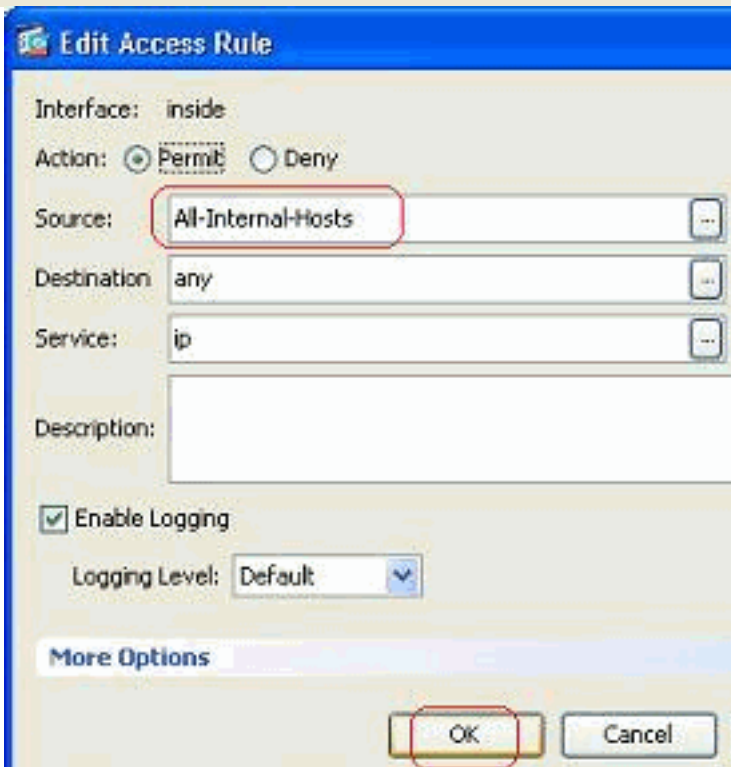 Edit Access Rule
Interface: inside
Action: Permit Deny
Source: All-Internal-Hosts ...
Destination any ...
Service: ip ...
Description:
Enable Logging
Logging Level: Default
More Options
OK Cancel